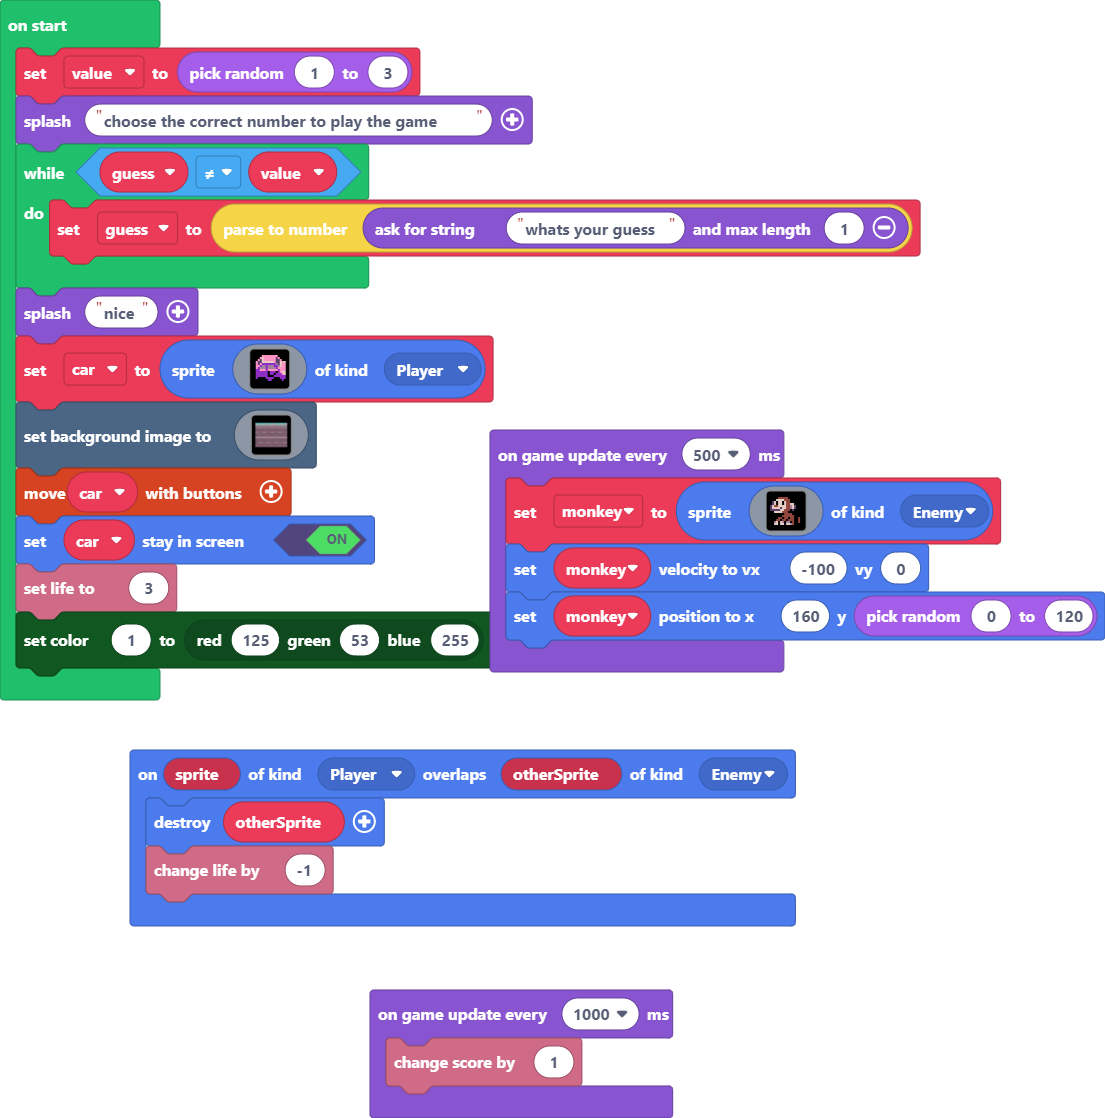 on start
set value to pick random 1 to 3
splash "choose the correct number to play the game"
while guess ≠ value
do set guess to parse to number ask for string "whats your guess" and max length 1
splash "nice"
set car to sprite of kind Player
set background image to
move car with buttons
set car stay in screen ON
set life to 3
set color 1 to red 125 green 53 blue 255
on game update every 500 ms
set monkey to sprite of kind Enemy
set monkey velocity to vx -100 vy 0
set monkey position to x 160 y pick random 0 to 120
on sprite of kind Player overlaps otherSprite of kind Enemy
destroy otherSprite
change life by -1
on game update every 1000 ms
change score by 1